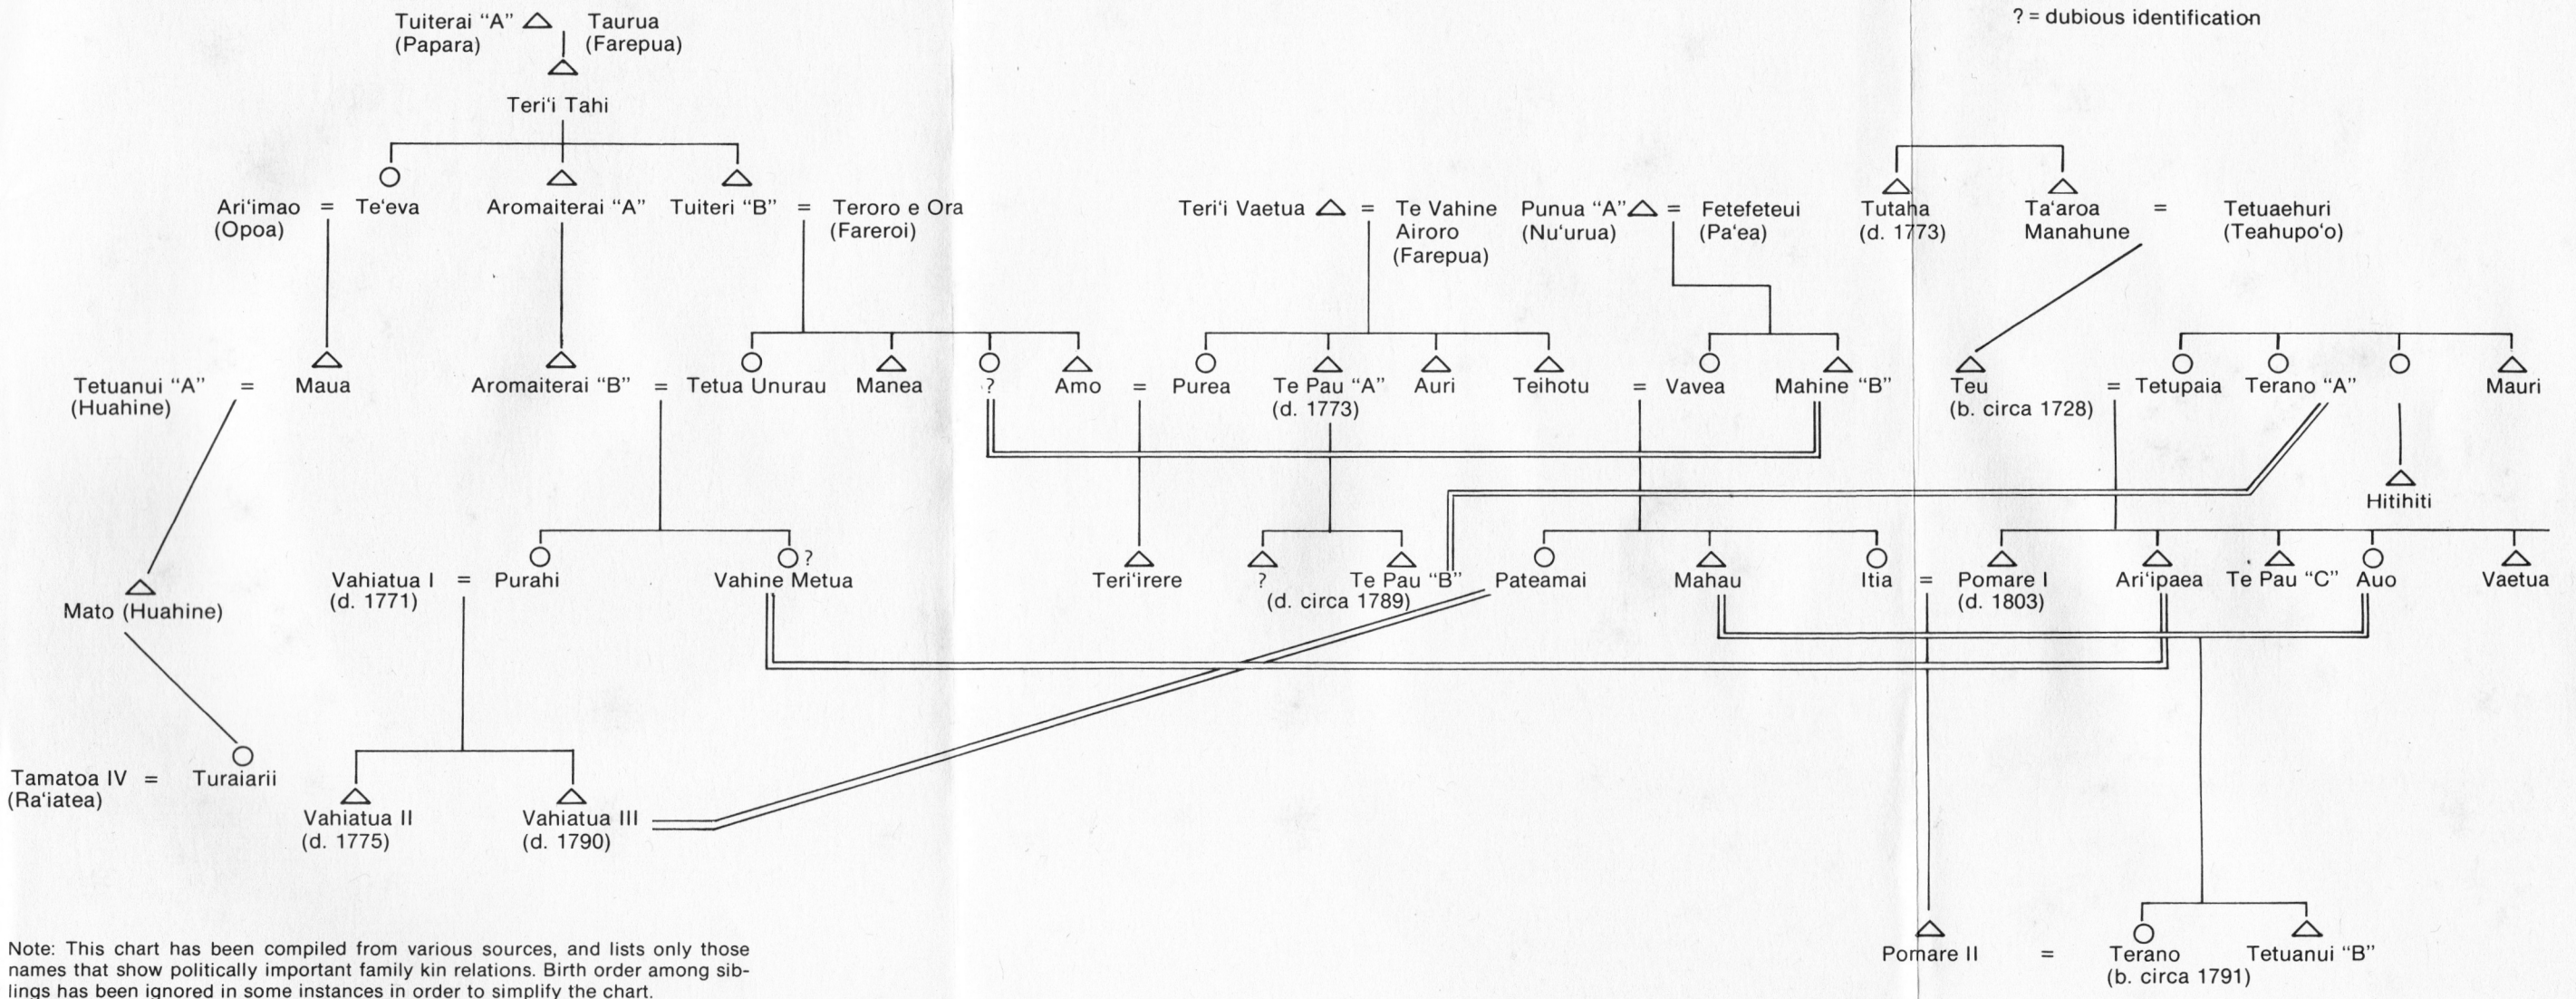 ? = dubious identification
Tuiterai “A”
(Papara)
Taurua
(Farepua)
Teri‘i Tahi
Ari‘imao
(Opoa)
=
Te‘eva
Aromaiterai “A”
Tuiteri “B”
=
Teroro e Ora
(Fareroi)
Teri‘i Vaetua
=
Te Vahine
Airoro
(Farepua)
Punua “A”
(Nu‘urua)
=
Fetefeteui
(Pa‘ea)
Tutaha
(d. 1773)
Ta‘aroa
Manahune
=
Tetuaehuri
(Teahupo‘o)
Tetuanui “A”
(Huahine)
=
Maua
Aromaiterai “B”
=
Tetua Unurau
Manea
?
Amo
=
Purea
Te Pau “A”
(d. 1773)
Auri
Teihotu
=
Vavea
Mahine “B”
Teu
(b. circa 1728)
=
Tetupaia
Terano “A”
Mauri
Hitihiti
Mato (Huahine)
Vahiatua I
(d. 1771)
=
Purahi
?
Vahine Metua
Teri‘irere
?
Te Pau “B”
(d. circa 1789)
Pateamai
Mahau
Itia
=
Pomare I
(d. 1803)
Ari‘ipaea
Te Pau “C”
Auo
Vaetua
Tamatoa IV
(Ra‘iatea)
=
Turaiarii
Vahiatua II
(d. 1775)
Vahiatua III
(d. 1790)
Pomare II
=
Terano
(b. circa 1791)
Tetuanui “B”
Note: This chart has been compiled from various sources, and lists only those
names that show politically important family kin relations. Birth order among sib-
lings has been ignored in some instances in order to simplify the chart.